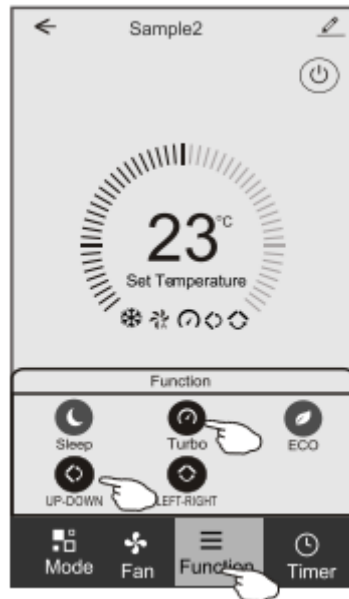 Sample2
23°C
Set Temperature
Function
Sleep Turbo ECO
UP-DOWN LEFT-RIGHT
Mode Fan Function Timer